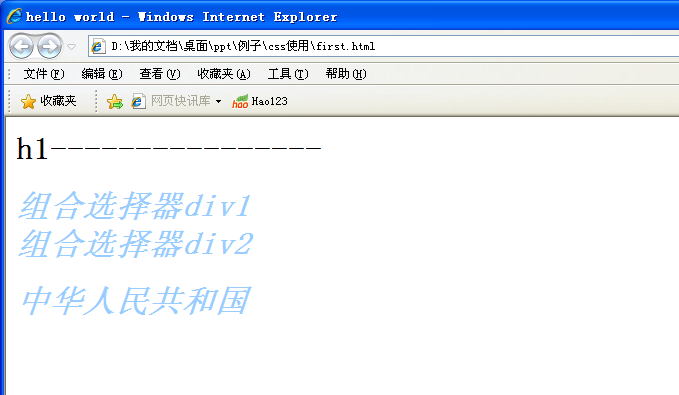 hello world - Windows Internet Explorer
D:\我的文档\桌面\ppt\例子\css使用\first.html
文件(F) 编辑(E) 查看(V) 收藏夹(A) 工具(T) 帮助(H)
收藏夹 网页快讯库 hao Hao123
h1----------------
组合选择器div1
组合选择器div2
中华人民共和国